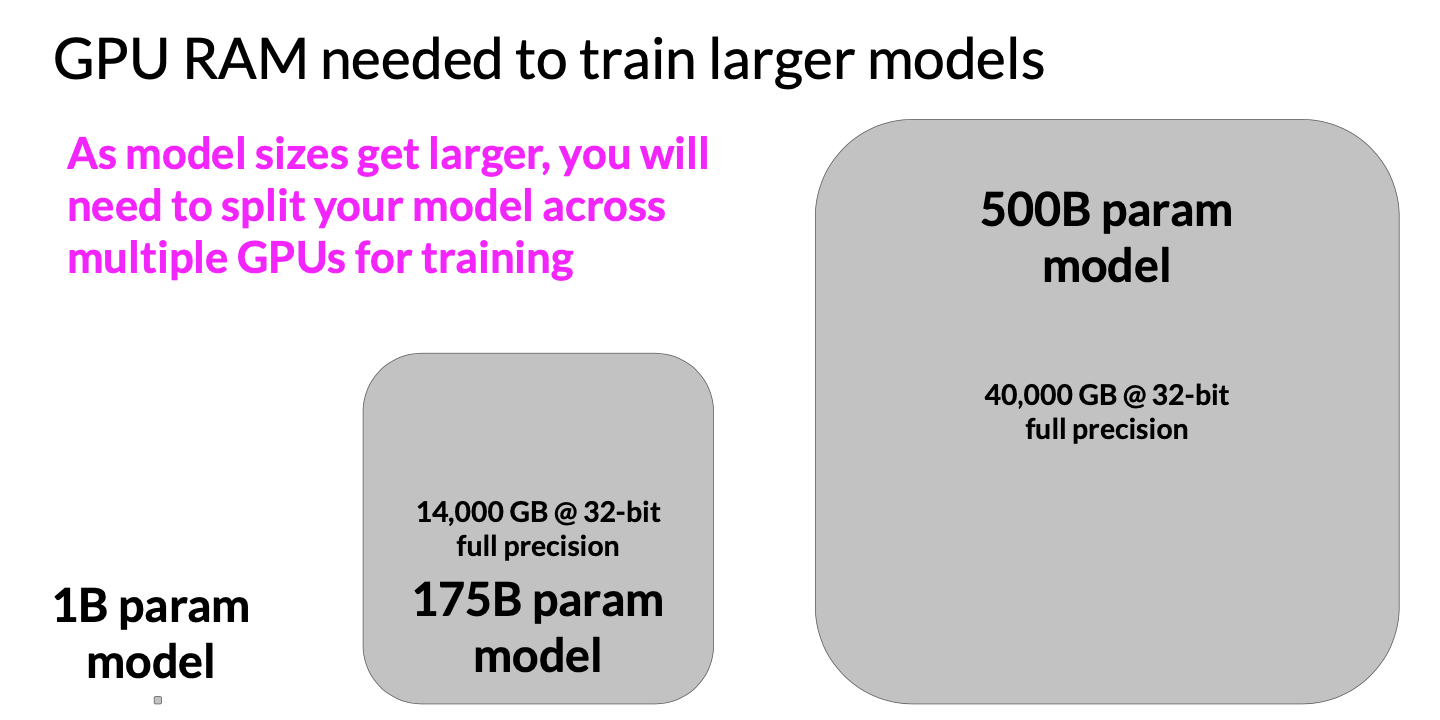 GPU RAM needed to train larger models
As model sizes get larger, you will
need to split your model across
multiple GPUs for training
1B param
model
14,000 GB @ 32-bit
full precision
175B param
model
500B param
model
40,000 GB @ 32-bit
full precision